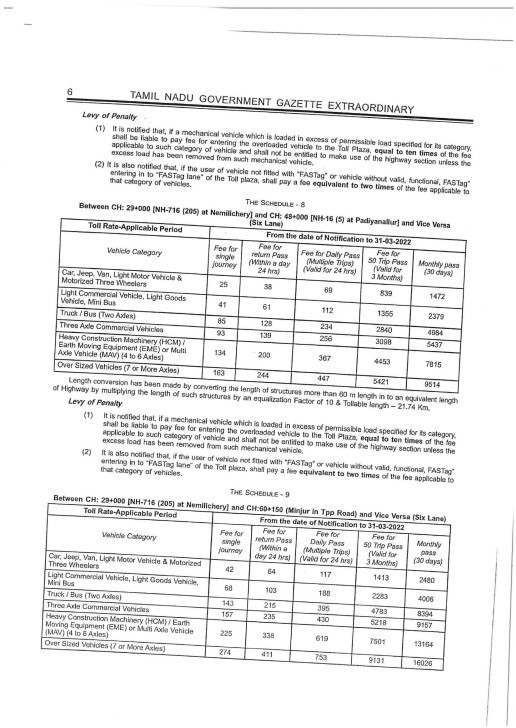 6
TAMIL NADU GOVERNMENT GAZETTE EXTRAORDINARY
Levy of Penalty
(1) It is notified that, if a mechanical vehicle which is loaded in excess of permissible load specified for its category,
shall be liable to pay fee for entering the overloaded vehicle to the Toll Plaza, equal to ten times of the fee
applicable to such category of vehicle and shall not be entitled to make use of the highway section unless the
excess load has been removed from such mechanical vehicle.
(2) It is also notified that, if the user of vehicle not fitted with "FASTag" or vehicle without valid, functional, FASTag"
entering in to "FASTag lane" of the Toll plaza, shall pay a fee equivalent to two times of the fee applicable to
that category of vehicles.
THE SCHEDULE - 8
Between CH: 29+000 [NH-716 (205) at Nemilichery] and CH: 48+000 [NH-16 (5) at Padiyanallur] and Vice Versa
(Six Lane)
Toll Rate-Applicable Period From the date of Notification to 31-03-2022
Vehicle Category
Fee for single journey
Fee for return Pass (Within a day 24 hrs)
Fee for Daily Pass (Multiple Trips) (Valid for 24 hrs)
Fee for 50 Trip Pass (Valid for 3 Months)
Monthly pass (30 days)
Car, Jeep, Van, Light Motor Vehicle &
Motorized Three Wheelers 25 38 69 839 1472
Light Commercial Vehicle, Light Goods
Vehicle, Mini Bus 41 61 112 1355 2379
Truck / Bus (Two Axles) 85 128 234 2840 4984
Three Axle Commercial Vehicles 93 139 256 3098 5437
Heavy Construction Machinery (HCM) /
Earth Moving Equipment (EME) or Multi
Axle Vehicle (MAV) (4 to 6 Axles) 134 200 367 4453 7815
Over Sized Vehicles (7 or More Axles) 163 244 447 5421 9514
Length conversion has been made by converting the length of structures more than 60 m length in to an equivalent length
of Highway by multiplying the length of such structures by an equalization Factor of 10 & Tollable length – 21.74 Km.
Levy of Penalty
(1) It is notified that, if a mechanical vehicle which is loaded in excess of permissible load specified for its category,
shall be liable to pay fee for entering the overloaded vehicle to the Toll Plaza, equal to ten times of the fee
applicable to such category of vehicle and shall not be entitled to make use of the highway section unless the
excess load has been removed from such mechanical vehicle.
(2) It is also notified that, if the user of vehicle not fitted with "FASTag" or vehicle without valid, functional, FASTag"
entering in to "FASTag lane" of the Toll plaza, shall pay a fee equivalent to two times of the fee applicable to
that category of vehicles.
THE SCHEDULE - 9
Between CH: 29+000 [NH-716 (205) at Nemilichery] and CH:60+150 (Minjur in Tpp Road) and Vice Versa (Six Lane)
Toll Rate-Applicable Period From the date of Notification to 31-03-2022
Vehicle Category
Fee for single journey
Fee for return Pass (Within a day 24 hrs)
Fee for Daily Pass (Multiple Trips) (Valid for 24 hrs)
Fee for 50 Trip Pass (Valid for 3 Months)
Monthly pass (30 days)
Car, Jeep, Van, Light Motor Vehicle & Motorized
Three Wheelers 42 64 117 1413 2480
Light Commercial Vehicle, Light Goods Vehicle,
Mini Bus 68 103 188 2283 4006
Truck / Bus (Two Axles) 143 215 395 4783 8394
Three Axle Commercial Vehicles 157 235 430 5218 9157
Heavy Construction Machinery (HCM) / Earth
Moving Equipment (EME) or Multi Axle Vehicle
(MAV) (4 to 6 Axles) 225 338 619 7501 13164
Over Sized Vehicles (7 or More Axles) 274 411 753 9131 16026